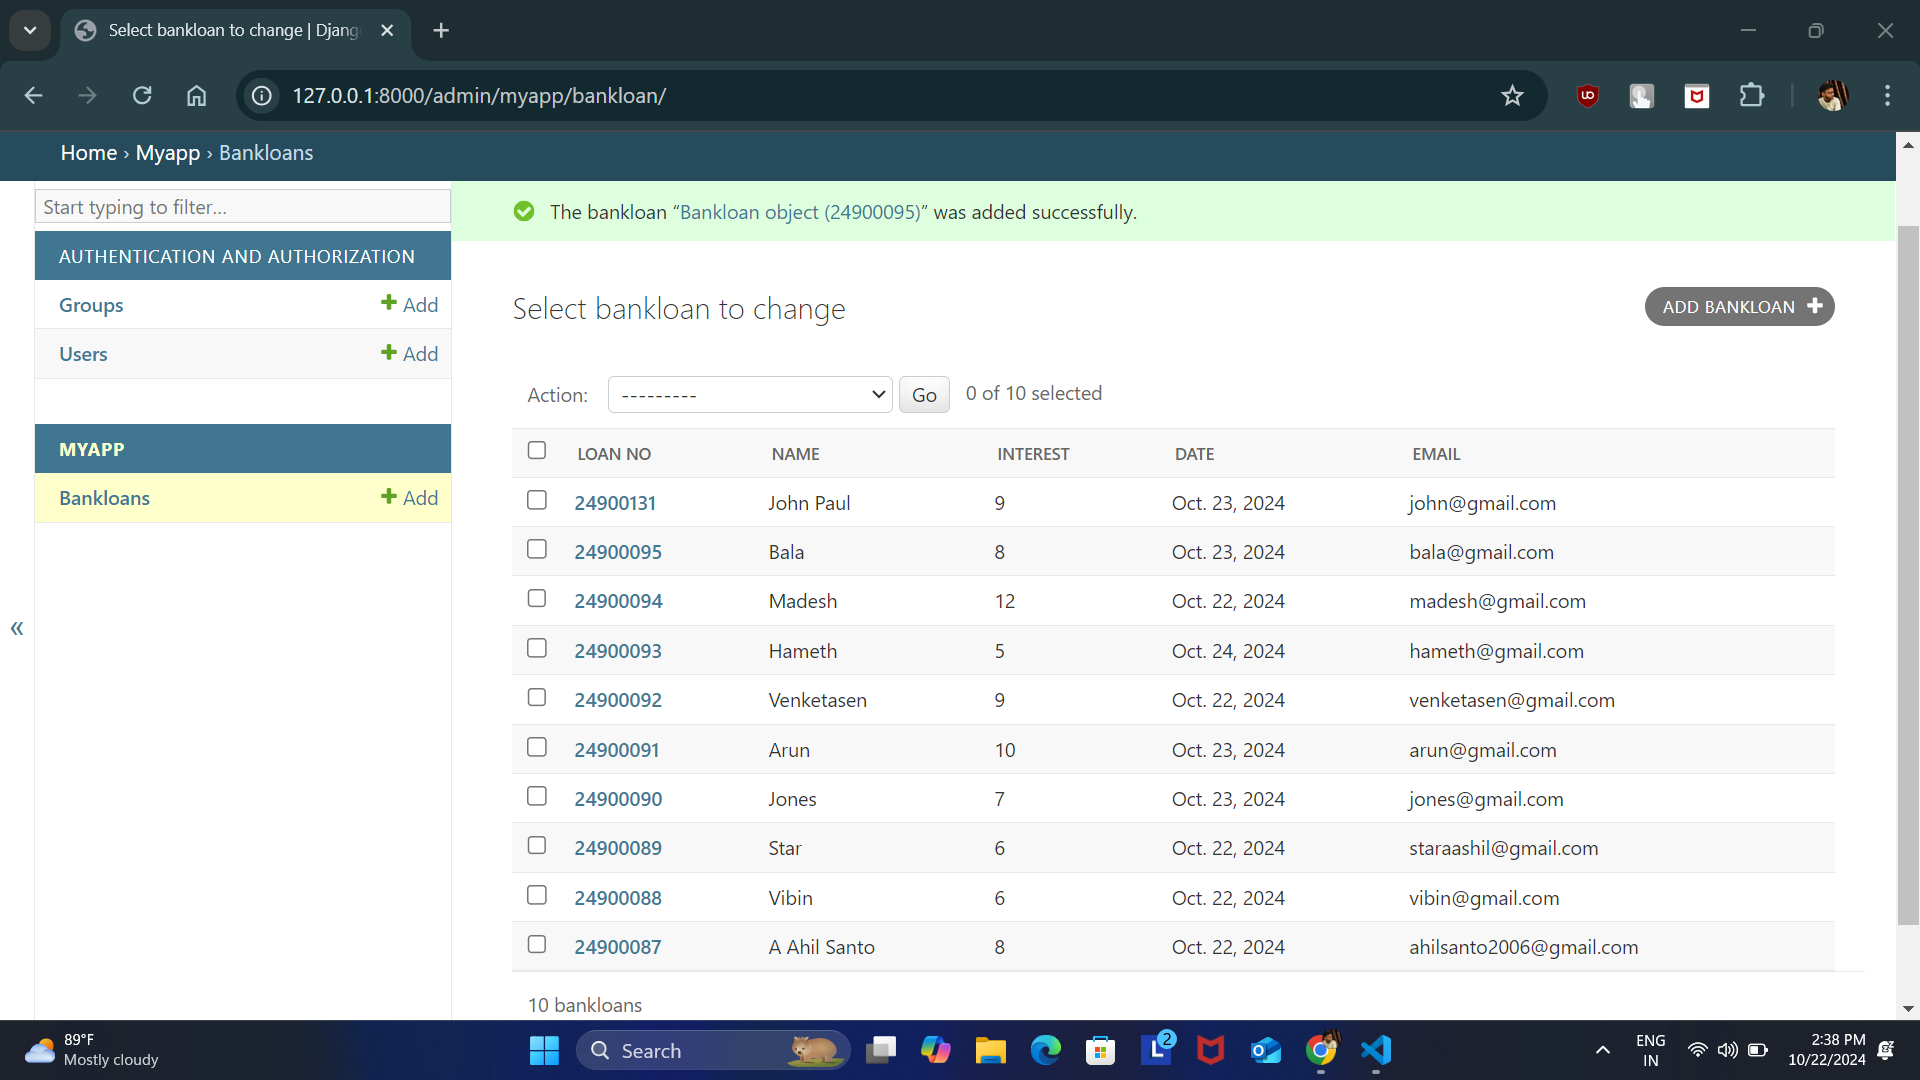 Select bankloan to change | Djang
127.0.0.1:8000/admin/myapp/bankloan/
Home › Myapp › Bankloans
Start typing to filter...
The bankloan “Bankloan object (24900095)” was added successfully.
AUTHENTICATION AND AUTHORIZATION
Groups Add
Users Add
MYAPP
Bankloans Add
«
Select bankloan to change
ADD BANKLOAN
Action: --------- Go 0 of 10 selected
LOAN NO NAME INTEREST DATE EMAIL
24900131 John Paul 9 Oct. 23, 2024 john@gmail.com
24900095 Bala 8 Oct. 23, 2024 bala@gmail.com
24900094 Madesh 12 Oct. 22, 2024 madesh@gmail.com
24900093 Hameth 5 Oct. 24, 2024 hameth@gmail.com
24900092 Venketasen 9 Oct. 22, 2024 venketasen@gmail.com
24900091 Arun 10 Oct. 23, 2024 arun@gmail.com
24900090 Jones 7 Oct. 23, 2024 jones@gmail.com
24900089 Star 6 Oct. 22, 2024 staraashil@gmail.com
24900088 Vibin 6 Oct. 22, 2024 vibin@gmail.com
24900087 A Ahil Santo 8 Oct. 22, 2024 ahilsanto2006@gmail.com
10 bankloans
89°F
Mostly cloudy
Search
L 2
ENG
IN
2:38 PM
10/22/2024